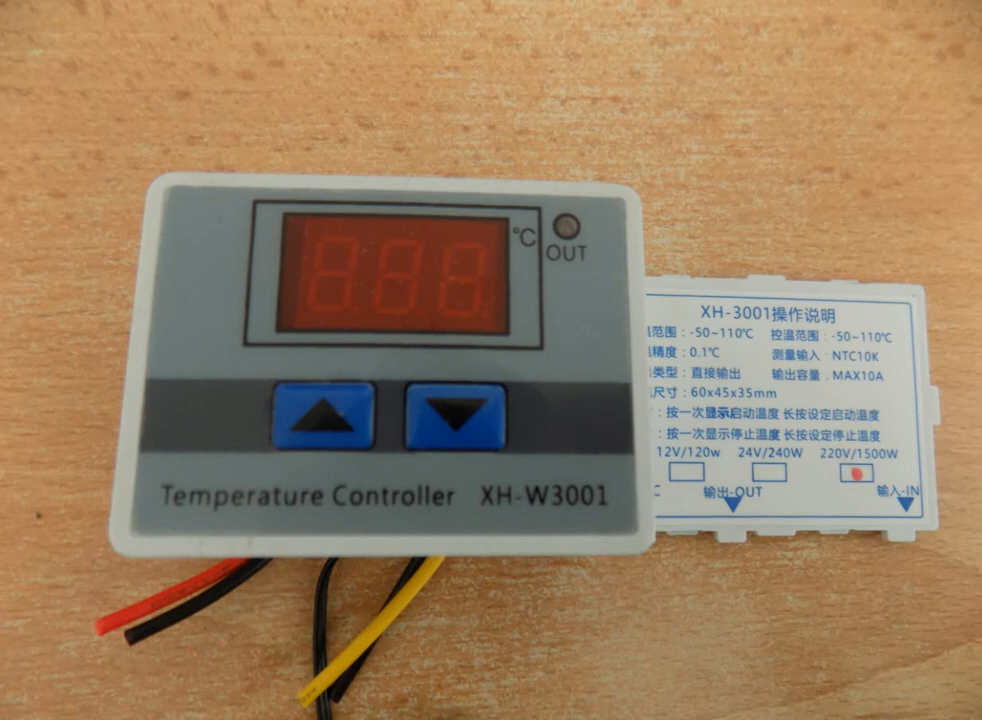 °C
OUT
Temperature Controller XH-W3001
XH-3001操作说明
范围：-50~110℃ 控温范围：-50~110℃
精度：0.1℃ 测量输入：NTC10K
类型：直接输出 输出容量．MAX10A
尺寸：60x45x35mm
：按一次显示启动温度 长按设定启动温度
：按一次显示停止温度 长按设定停止温度
12V/120w 24V/240W 220V/1500W
输出-OUT 输入-IN